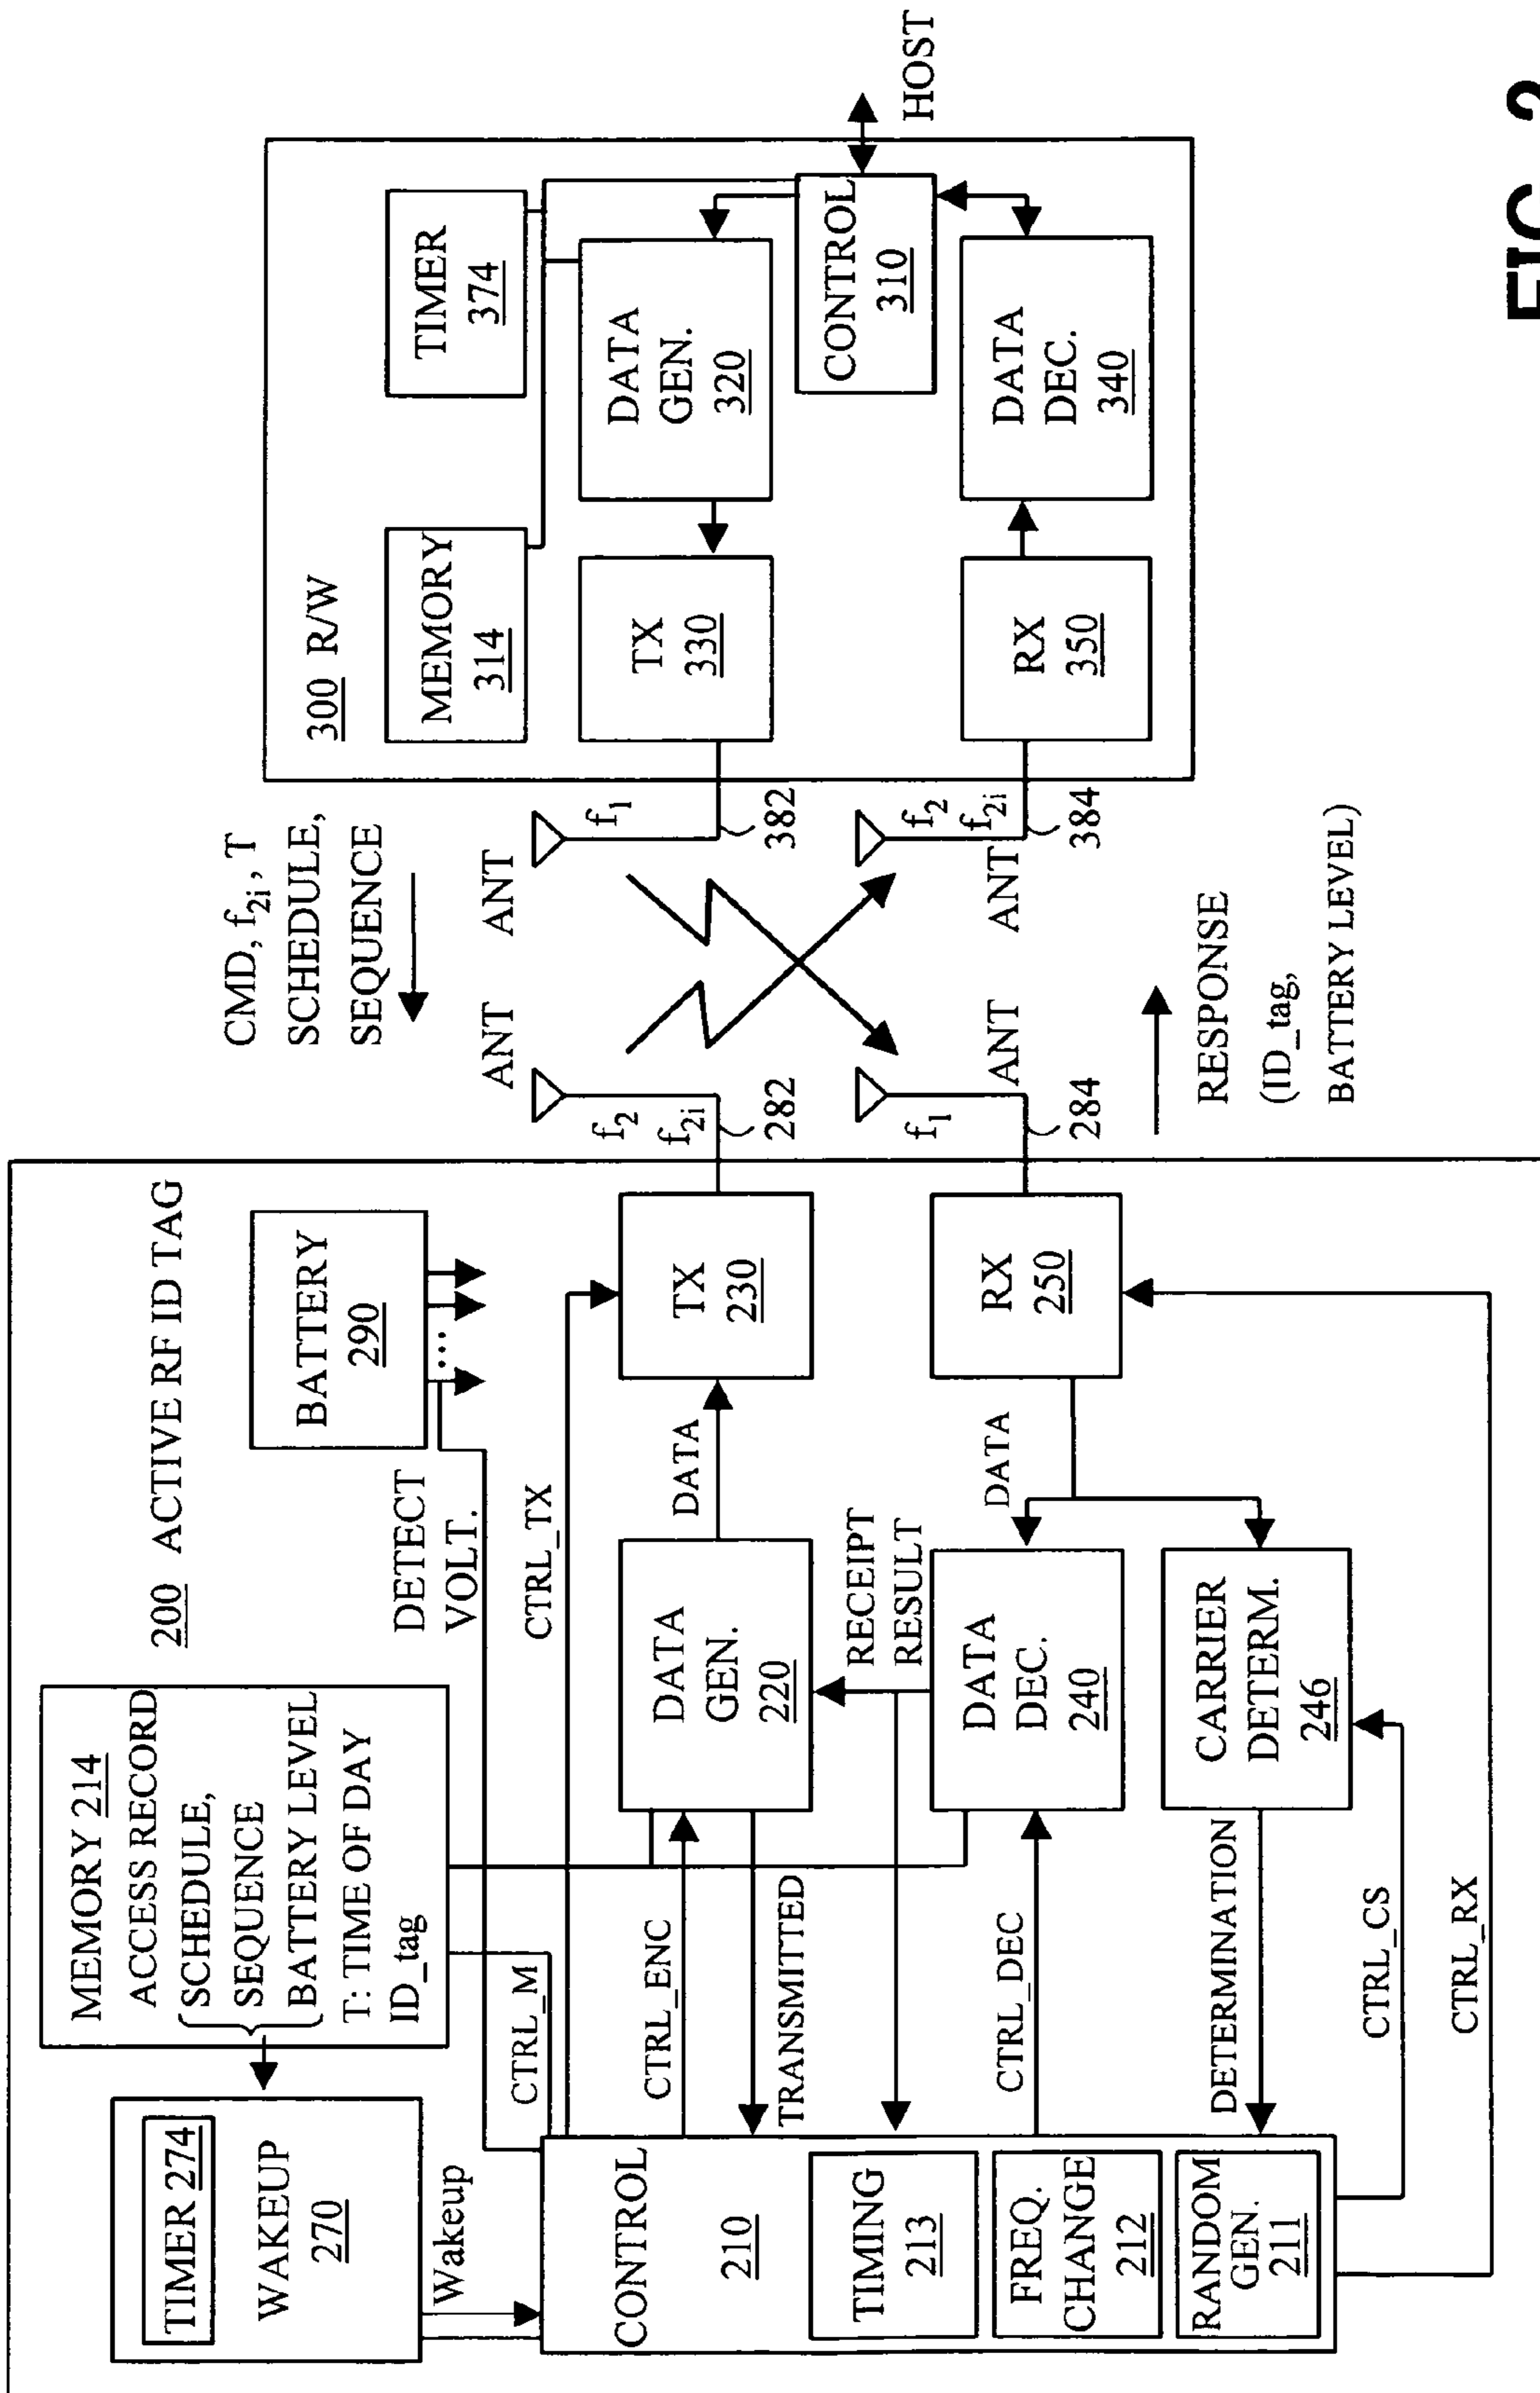 200 ACTIVE RF ID TAG
TIMER 274
WAKEUP
270
Wakeup
MEMORY 214
ACCESS RECORD
SCHEDULE,
SEQUENCE
BATTERY LEVEL
T: TIME OF DAY
ID_tag
BATTERY
290
...
DETECT
VOLT.
CTRL_M
CTRL_TX
CONTROL
210
TIMING
213
FREQ.
CHANGE
212
RANDOM
GEN.
211
CTRL_ENC
TRANSMITTED
CTRL_DEC
DETERMINATION
CTRL_CS
CTRL_RX
DATA
GEN.
220
RECEIPT
RESULT
DATA
DEC.
240
CARRIER
DETERM.
246
DATA
DATA
TX
230
RX
250
f2
f2i
282
ANT
f1
284
ANT
CMD, f2i, T
SCHEDULE,
SEQUENCE
RESPONSE
(ID_tag,
BATTERY LEVEL)
ANT
f1
382
ANT
f2
f2i
384
300 R/W
MEMORY
314
TIMER
374
TX
330
DATA
GEN.
320
CONTROL
310
RX
350
DATA
DEC.
340
HOST